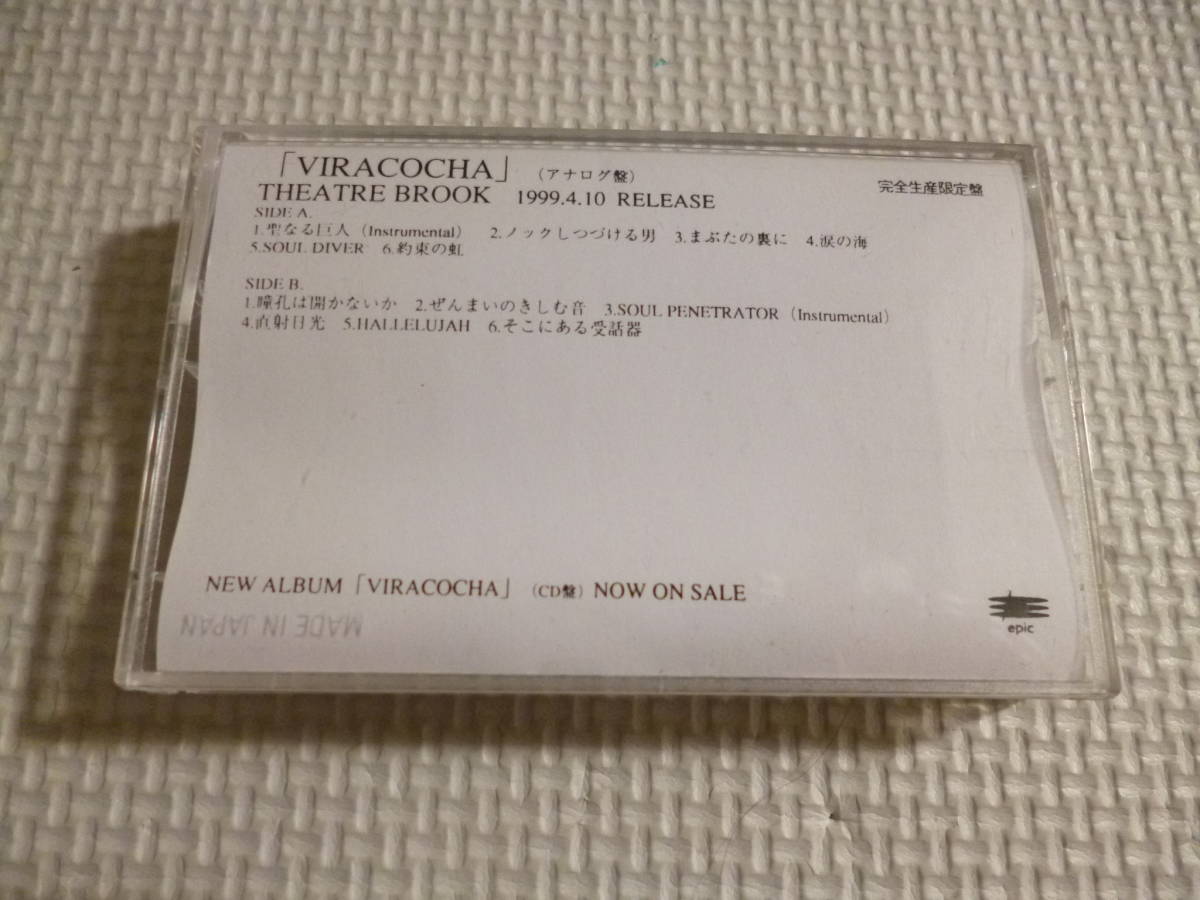 「VIRACOCHA」 (アナログ盤) 完全生産限定盤
THEATRE BROOK 1999.4.10 RELEASE
SIDE A.
1.聖なる巨人 (Instrumental) 2.ノックしつづける男 3.まぶたの裏に 4.涙の海
5.SOUL DIVER 6.約束の虹
SIDE B.
1.瞳孔は開かないか 2.ぜんまいのきしむ音 3.SOUL PENETRATOR (Instrumental)
4.直射日光 5.HALLELUJAH 6.そこにある受話器
NEW ALBUM 「VIRACOCHA」 (CD盤) NOW ON SALE
MADE IN JAPAN
epic